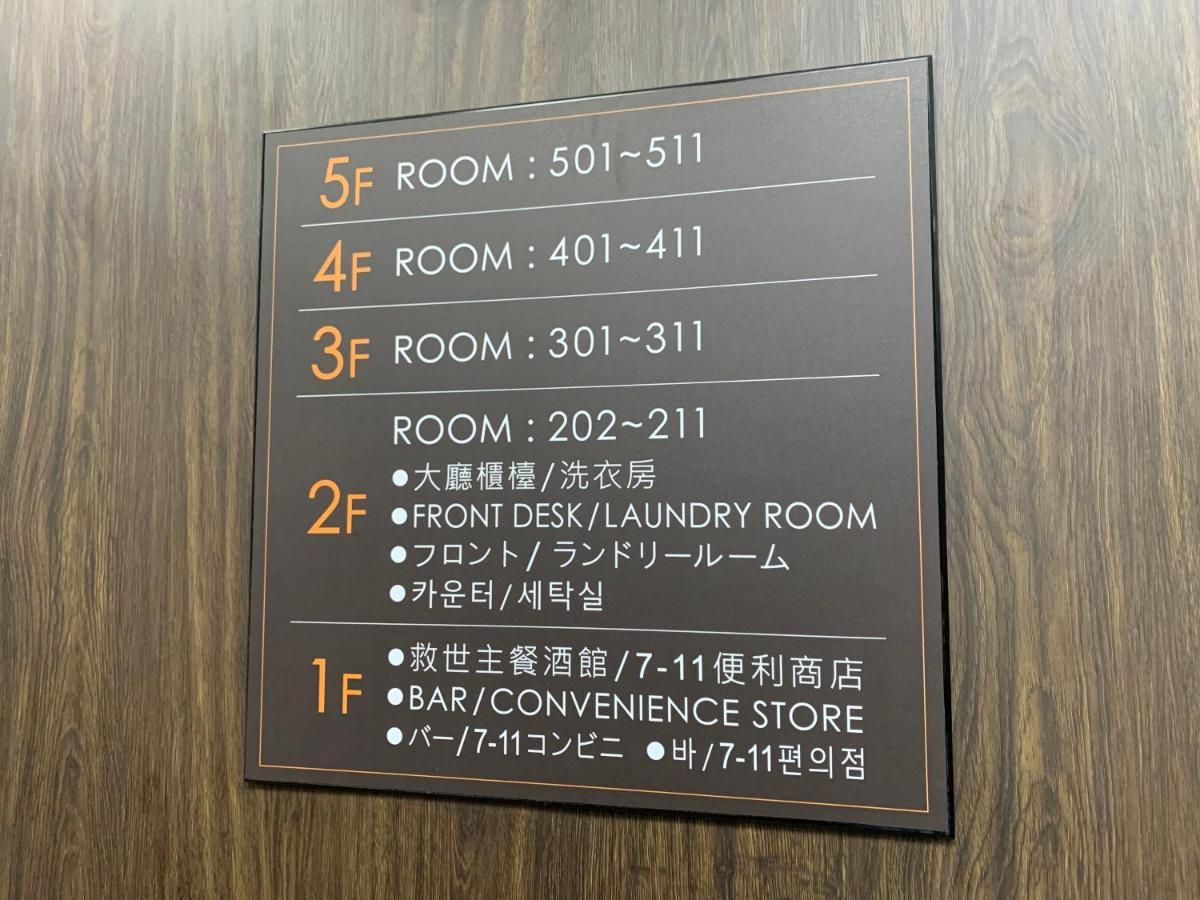 5F ROOM : 501~511
4F ROOM : 401~411
3F ROOM : 301~311
ROOM : 202~211
●大廳櫃檯/洗衣房
2F ●FRONT DESK/LAUNDRY ROOM
●フロント/ ランドリールーム
●카운터/세탁실
●救世主餐酒館/7-11便利商店
1F ●BAR/CONVENIENCE STORE
●バー/7-11コンビニ ●바/7-11편의점